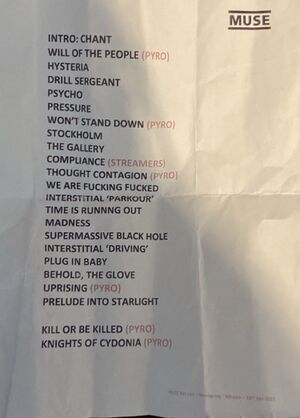 MUSE
INTRO: CHANT
WILL OF THE PEOPLE (PYRO)
HYSTERIA
DRILL SERGEANT
PSYCHO
PRESSURE
WON'T STAND DOWN (PYRO)
STOCKHOLM
THE GALLERY
COMPLIANCE (STREAMERS)
THOUGHT CONTAGION (PYRO)
WE ARE FUCKING FUCKED
INTERSTITIAL 'PARKOUR'
TIME IS RUNNNG OUT
MADNESS
SUPERMASSIVE BLACK HOLE
INTERSTITIAL 'DRIVING'
PLUG IN BABY
BEHOLD, THE GLOVE
UPRISING (PYRO)
PRELUDE INTO STARLIGHT
KILL OR BE KILLED (PYRO)
KNIGHTS OF CYDONIA (PYRO)